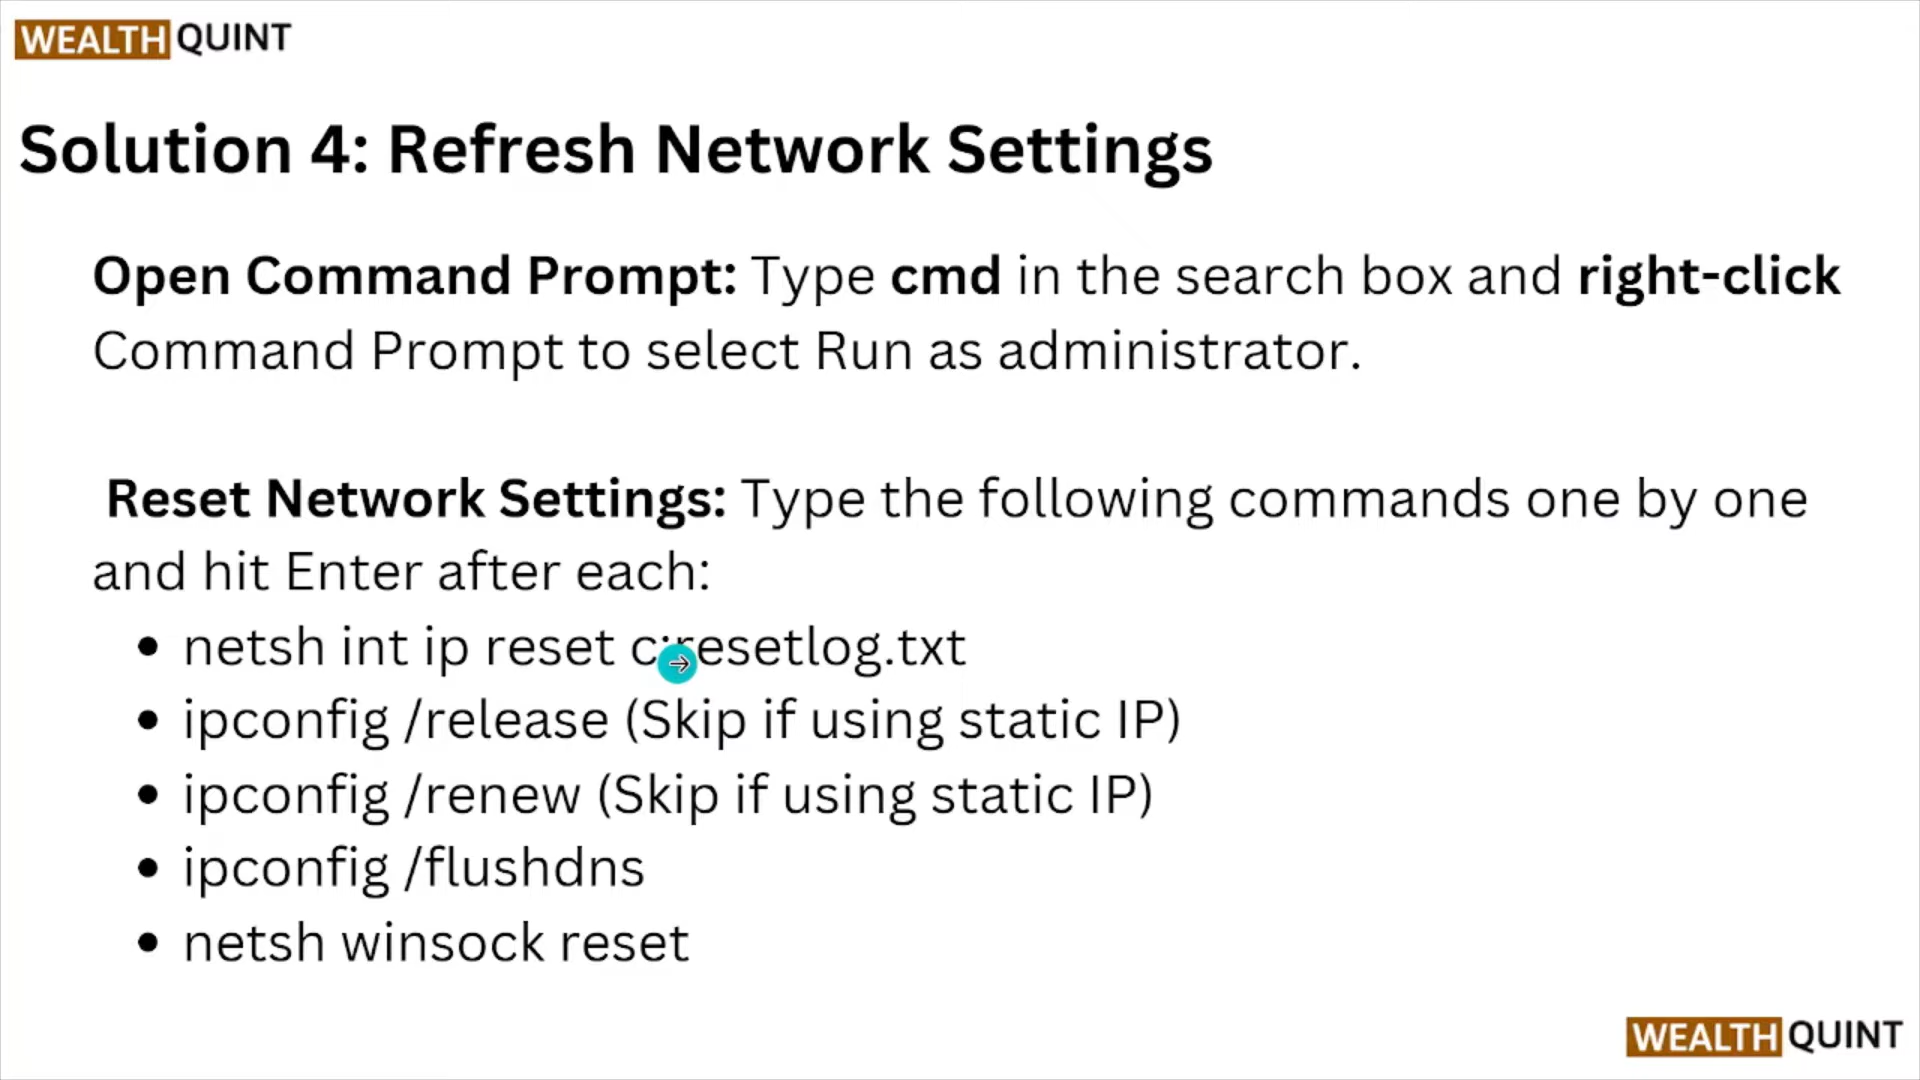 WEALTH QUINT
Solution 4: Refresh Network Settings
Open Command Prompt: Type cmd in the search box and right-click
Command Prompt to select Run as administrator.
Reset Network Settings: Type the following commands one by one
and hit Enter after each:
• netsh int ip reset c:resetlog.txt
• ipconfig /release (Skip if using static IP)
• ipconfig /renew (Skip if using static IP)
• ipconfig /flushdns
• netsh winsock reset
WEALTH QUINT